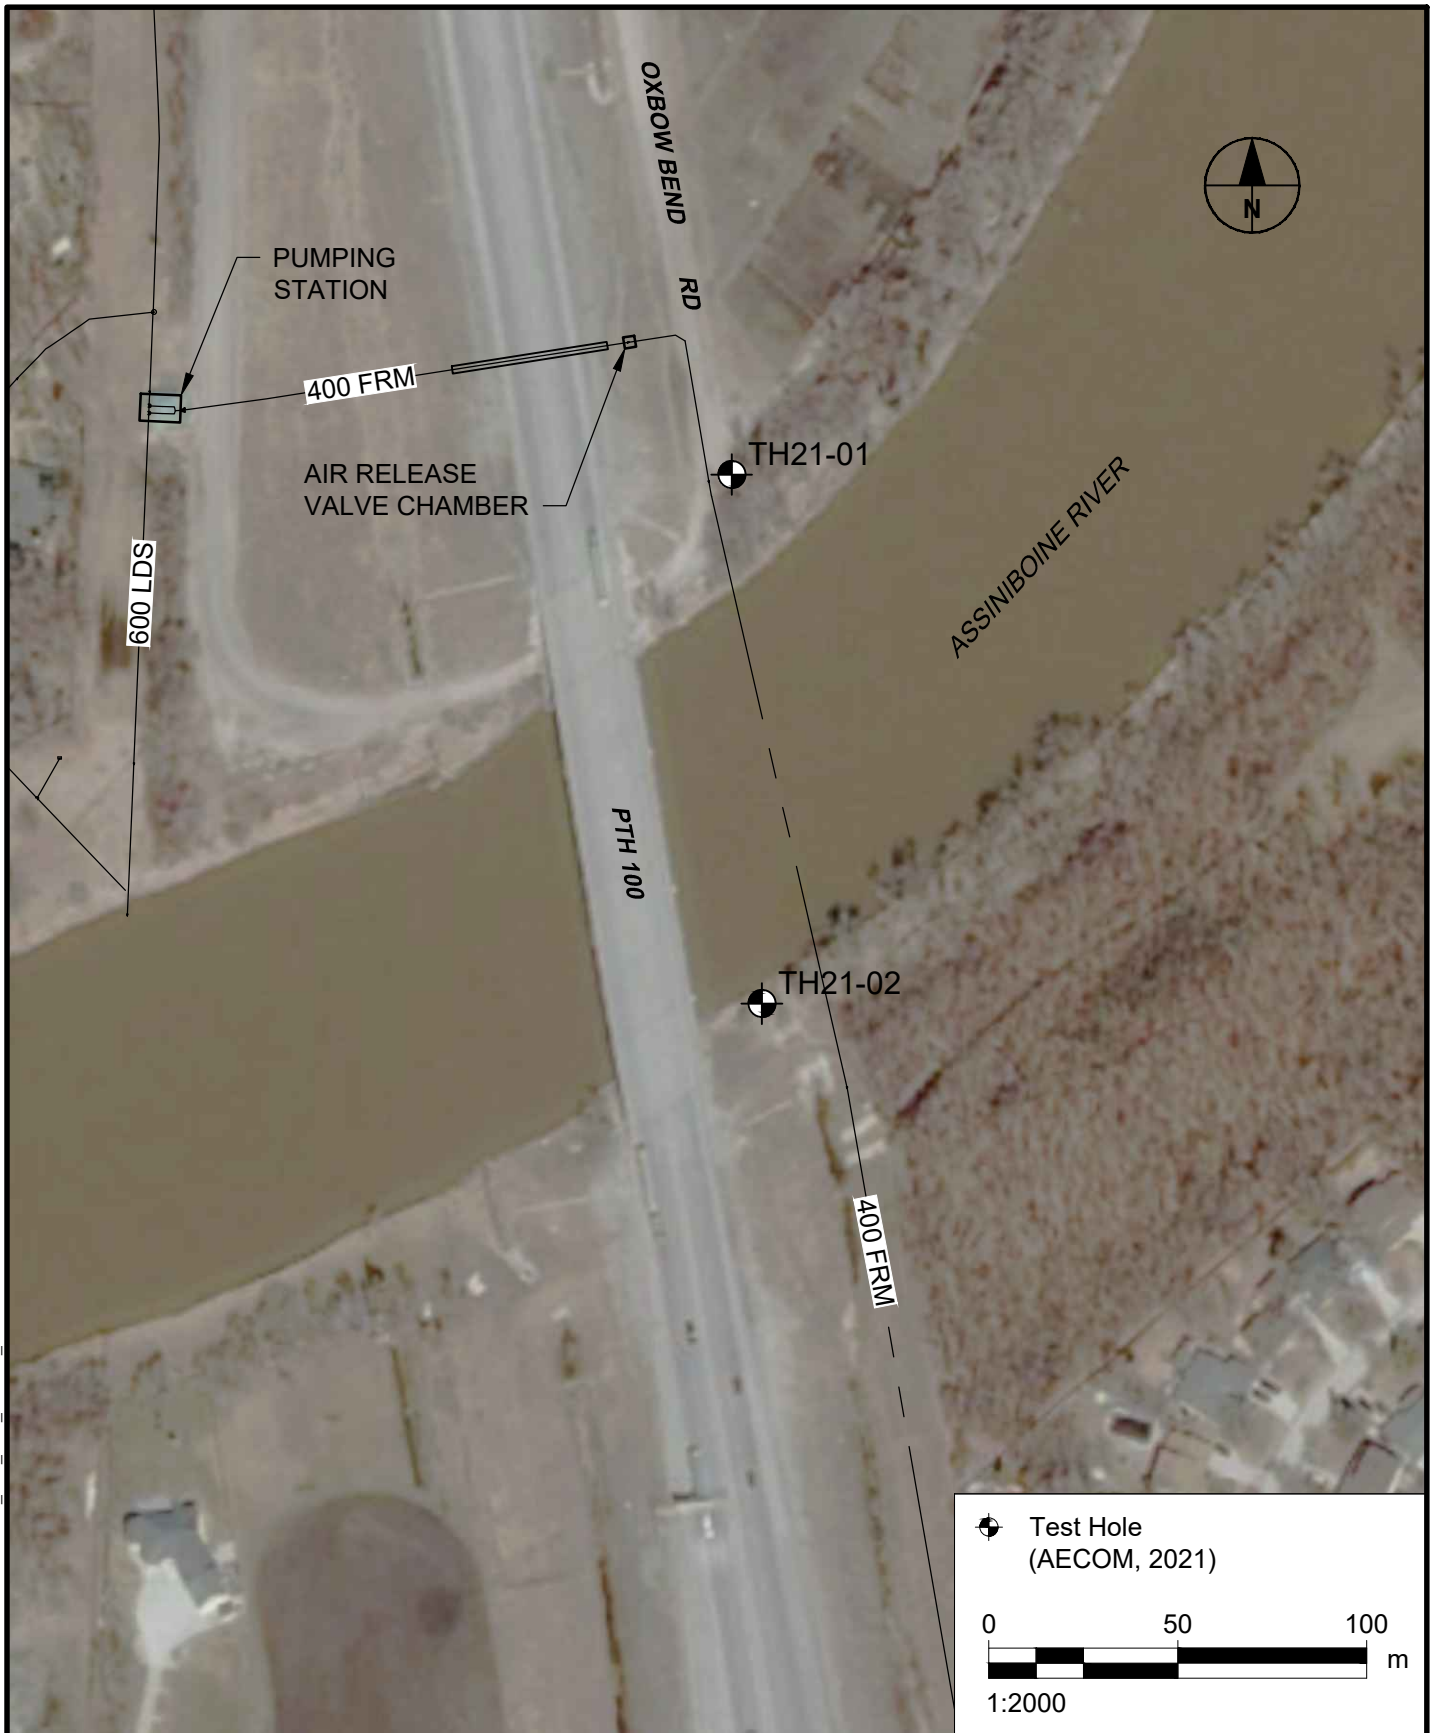 OXBOW BEND RD
N
PUMPING
STATION
400 FRM
AIR RELEASE
VALVE CHAMBER
TH21-01
ASSINIBOINE RIVER
600 LDS
PTH 100
TH21-02
400 FRM
Test Hole
(AECOM, 2021)
0 50 100
m
1:2000